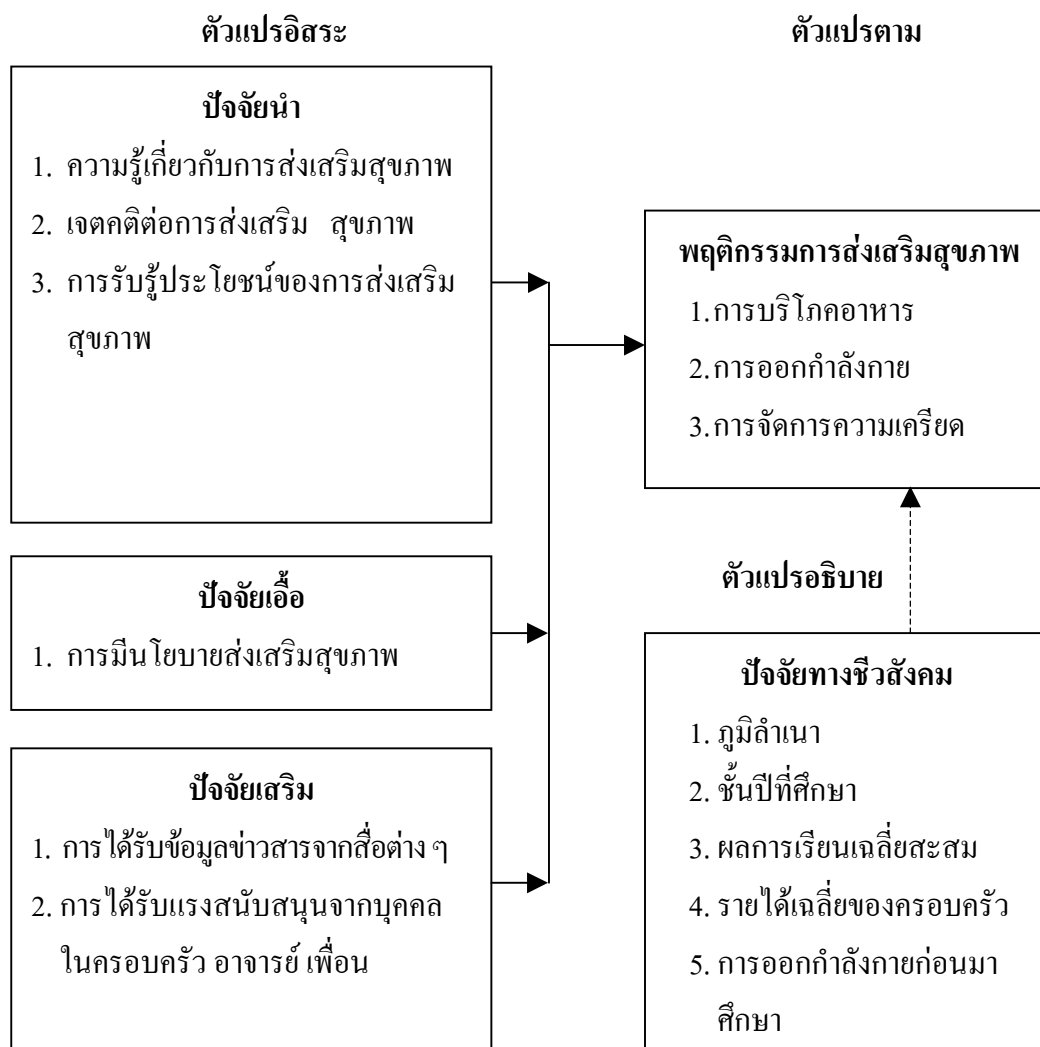 ตัวแปรอิสระ
ปัจจัยนำ
1. ความรู้เกี่ยวกับการส่งเสริมสุขภาพ
2. เจตคติต่อการส่งเสริม สุขภาพ
3. การรับรู้ประโยชน์ของการส่งเสริม
สุขภาพ
ปัจจัยเอื้อ
1. การมีนโยบายส่งเสริมสุขภาพ
ปัจจัยเสริม
1. การได้รับข้อมูลข่าวสารจากสื่อต่าง ๆ
2. การได้รับแรงสนับสนุนจากบุคคล
ในครอบครัว อาจารย์ เพื่อน
ตัวแปรตาม
พฤติกรรมการส่งเสริมสุขภาพ
1. การบริโภคอาหาร
2. การออกกำลังกาย
3. การจัดการความเครียด
ตัวแปรอธิบาย
ปัจจัยทางชีวสังคม
1. ภูมิลำเนา
2. ชั้นปีที่ศึกษา
3. ผลการเรียนเฉลี่ยสะสม
4. รายได้เฉลี่ยของครอบครัว
5. การออกกำลังกายก่อนมา
ศึกษา